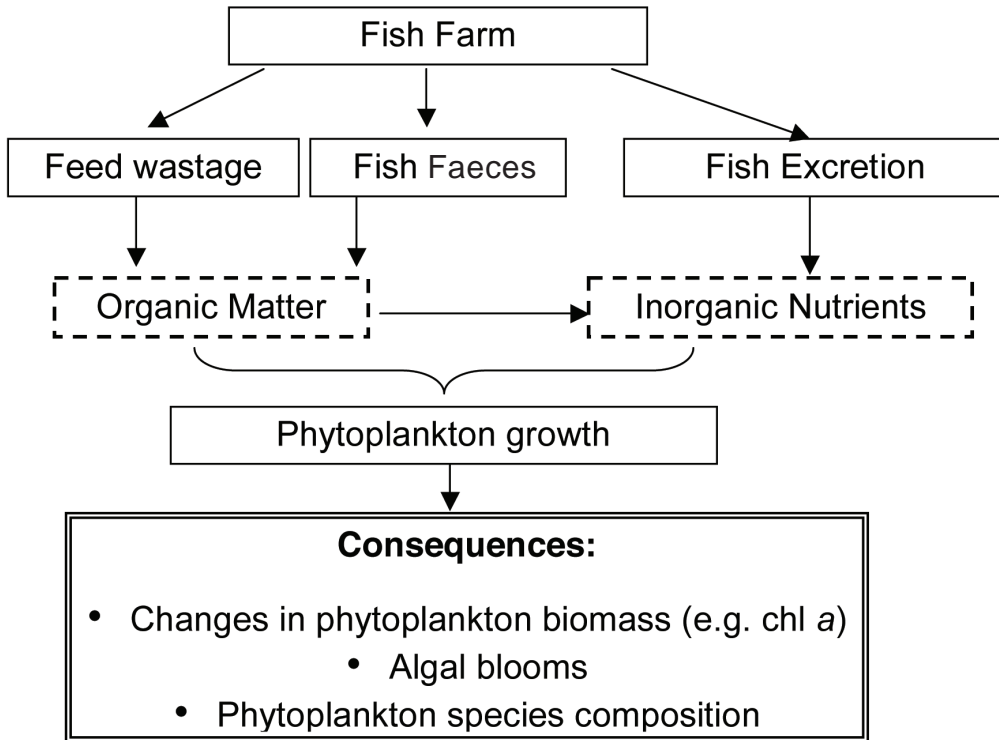 Fish Farm
Feed wastage
Fish Faeces
Fish Excretion
Organic Matter
Inorganic Nutrients
Phytoplankton growth
Consequences:
• Changes in phytoplankton biomass (e.g. chl a)
• Algal blooms
• Phytoplankton species composition